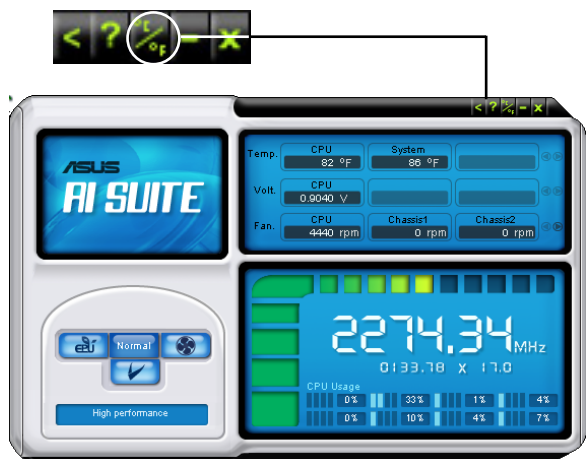 < ? °C/°F – x
< ? °C/°F – x
ASUS
AI SUITE
Temp. CPU 82 °F System 86 °F
Volt. CPU 0.9040 V
Fan. CPU 4440 rpm Chassis1 0 rpm Chassis2 0 rpm
2274.34 MHz
0133.78 X 17.0
CPU Usage
0% 33% 1% 4%
0% 10% 4% 7%
EPU Normal
High performance